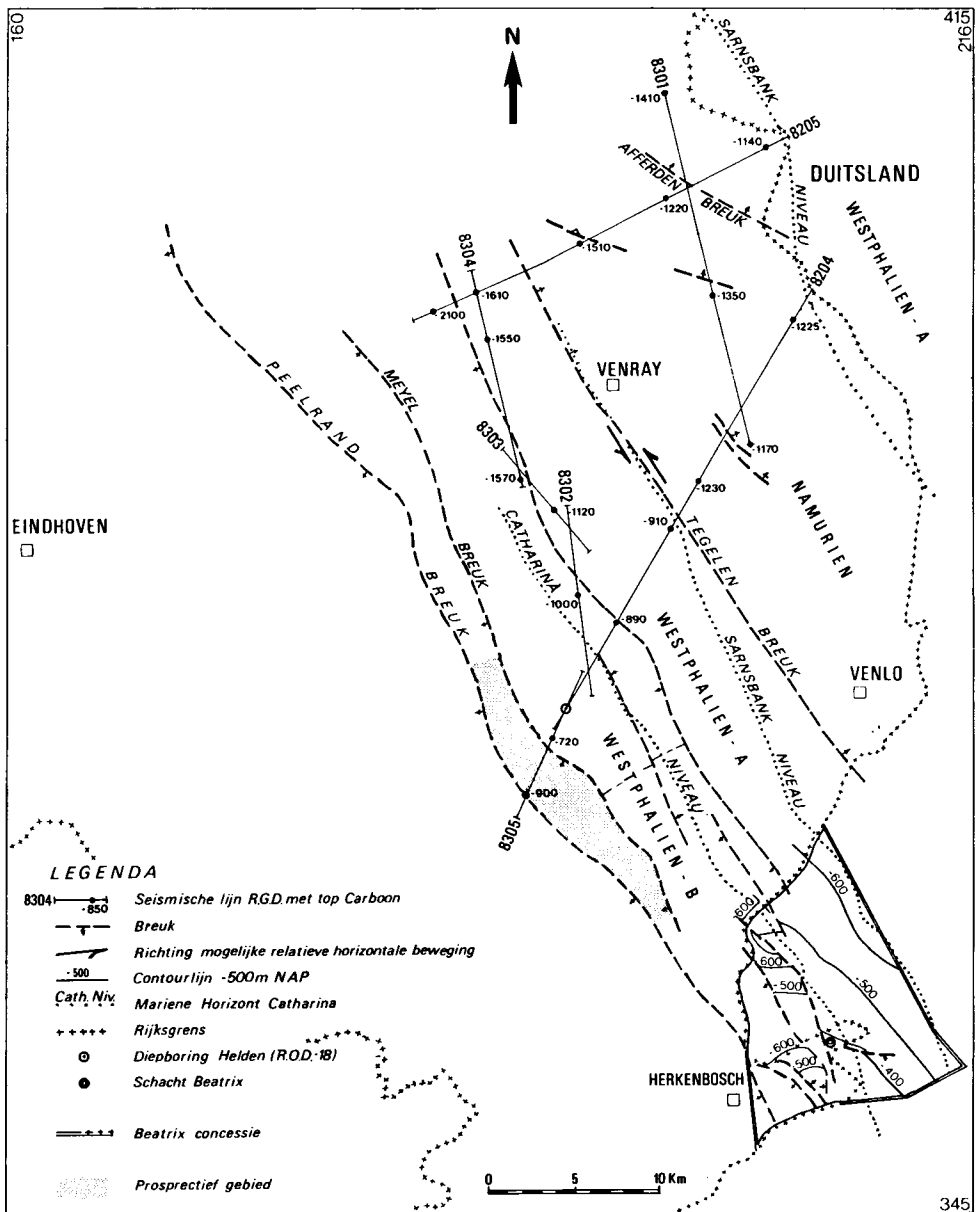 160
415
2165
N
SARNSBANK
NIVEAU
8301
-1410
8205
-1140
AFFERDEN
BREUK
DUITSLAND
-1220
WESTPHALIEN - A
8304
-1510
8204
-1610
-1350
-2100
-1225
-1550
VENRAY
PEELRAND
BREUK
MEYEL
BREUK
8303
-1170
-1570
8302
-1230
-1120
NAMURIEN
EINDHOVEN
-910
CATHARINA
NIVEAU
TEGELEN
BREUK
-1000
-890
WESTPHALIEN - A
SARNSBANK
NIVEAU
VENLO
-720
WESTPHALIEN - B
-900
8305
-600
-600
-600
-500
-500
-600
-500
-400
HERKENBOSCH
LEGENDA
8304
-850
Seismische lijn R.G.D. met top Carboon
Breuk
Richting mogelijke relatieve horizontale beweging
-500
Contourlijn -500m NAP
Cath. Niv.
Mariene Horizont Catharina
Rijksgrens
Diepboring Helden (R.O.D.-18)
Schacht Beatrix
Beatrix concessie
Prosprectief gebied
0 5 10 Km
345